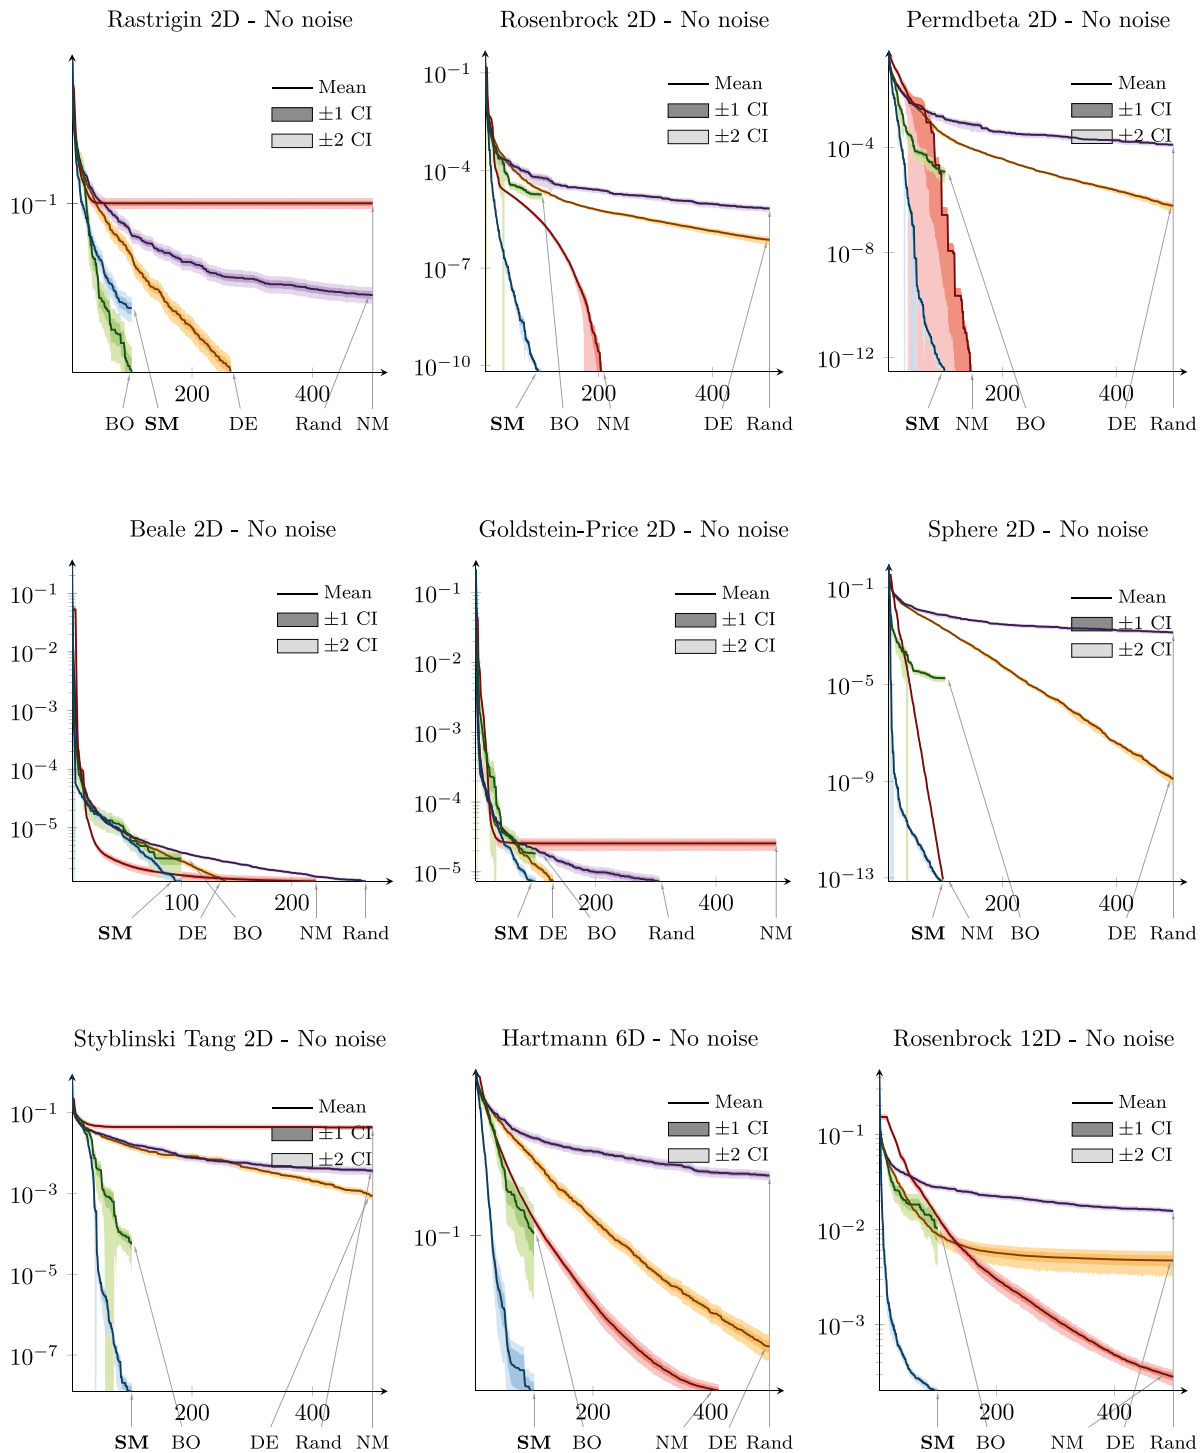 Rastrigin 2D - No noise
Mean
±1 CI
±2 CI
10^−1
200
400
BO
SM
DE
Rand
NM
Rosenbrock 2D - No noise
10^−1
Mean
±1 CI
±2 CI
10^−4
10^−7
10^−10
200
400
SM
BO
NM
DE
Rand
Permdbeta 2D - No noise
Mean
±1 CI
±2 CI
10^−4
10^−8
10^−12
200
400
SM
NM
BO
DE
Rand
Beale 2D - No noise
10^−1
Mean
±1 CI
±2 CI
10^−2
10^−3
10^−4
10^−5
100
200
SM
DE
BO
NM
Rand
Goldstein-Price 2D - No noise
10^−1
Mean
±1 CI
±2 CI
10^−2
10^−3
10^−4
10^−5
200
400
SM
DE
BO
Rand
NM
Sphere 2D - No noise
10^−1
Mean
±1 CI
±2 CI
10^−5
10^−9
10^−13
200
400
SM
NM
BO
DE
Rand
Styblinski Tang 2D - No noise
10^−1
Mean
±1 CI
±2 CI
10^−3
10^−5
10^−7
200
400
SM
BO
DE
Rand
NM
Hartmann 6D - No noise
Mean
±1 CI
±2 CI
10^−1
200
400
SM
BO
NM
DE
Rand
Rosenbrock 12D - No noise
Mean
10^−1
±1 CI
±2 CI
10^−2
10^−3
200
400
SM
BO
NM
DE
Rand